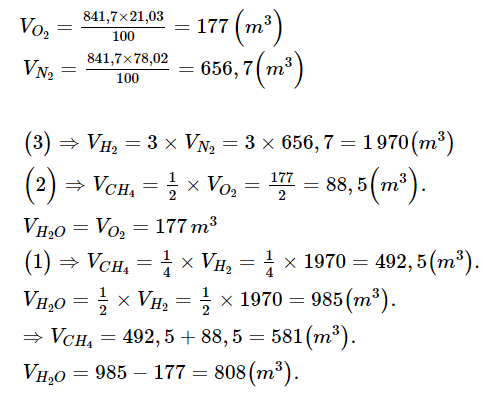 V_{O_2} = \frac{841,7×21,03}{100} = 177 (m^3)
V_{N_2} = \frac{841,7×78,02}{100} = 656,7(m^3)
(3) ⇒ V_{H_2} = 3 × V_{N_2} = 3 × 656,7 = 1 970(m^3)
(2) ⇒ V_{CH_4} = \frac{1}{2} × V_{O_2} = \frac{177}{2} = 88,5(m^3).
V_{H_2O} = V_{O_2} = 177 m^3
(1) ⇒ V_{CH_4} = \frac{1}{4} × V_{H_2} = \frac{1}{4} × 1970 = 492,5(m^3).
V_{H_2O} = \frac{1}{2} × V_{H_2} = \frac{1}{2} × 1970 = 985(m^3).
⇒ V_{CH_4} = 492,5 + 88,5 = 581(m^3).
V_{H_2O} = 985 − 177 = 808(m^3).